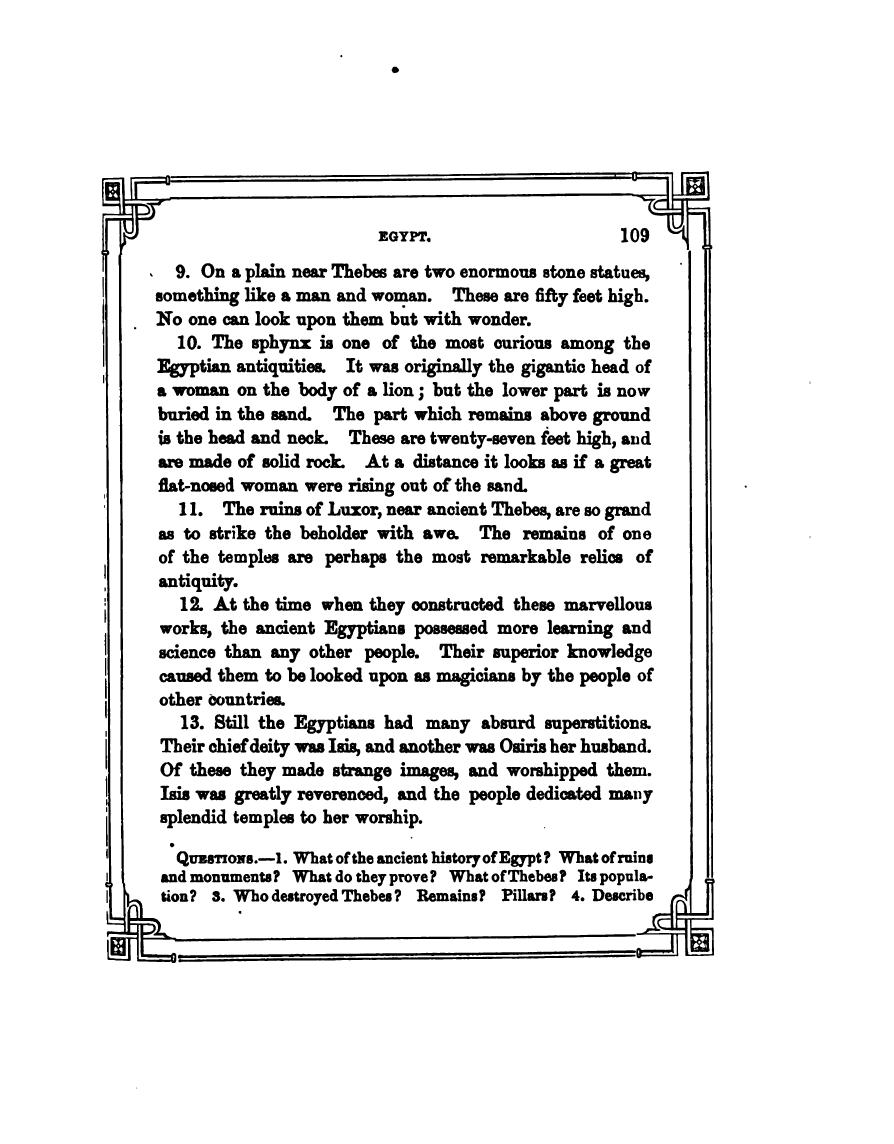 EGYPT. 109
9. On a plain near Thebes are two enormous stone statues,
something like a man and woman. These are fifty feet high.
No one can look upon them but with wonder.
10. The sphynx is one of the most curious among the
Egyptian antiquities. It was originally the gigantic head of
a woman on the body of a lion; but the lower part is now
buried in the sand. The part which remains above ground
is the head and neck. These are twenty-seven feet high, and
are made of solid rock. At a distance it looks as if a great
flat-nosed woman were rising out of the sand.
11. The ruins of Luxor, near ancient Thebes, are so grand
as to strike the beholder with awe. The remains of one
of the temples are perhaps the most remarkable relics of
antiquity.
12. At the time when they constructed these marvellous
works, the ancient Egyptians possessed more learning and
science than any other people. Their superior knowledge
caused them to be looked upon as magicians by the people of
other countries.
13. Still the Egyptians had many absurd superstitions.
Their chief deity was Isis, and another was Osiris her husband.
Of these they made strange images, and worshipped them.
Isis was greatly reverenced, and the people dedicated many
splendid temples to her worship.
QUESTIONS.—1. What of the ancient history of Egypt? What of ruins
and monuments? What do they prove? What of Thebes? Its popula-
tion? 3. Who destroyed Thebes? Remains? Pillars? 4. Describe